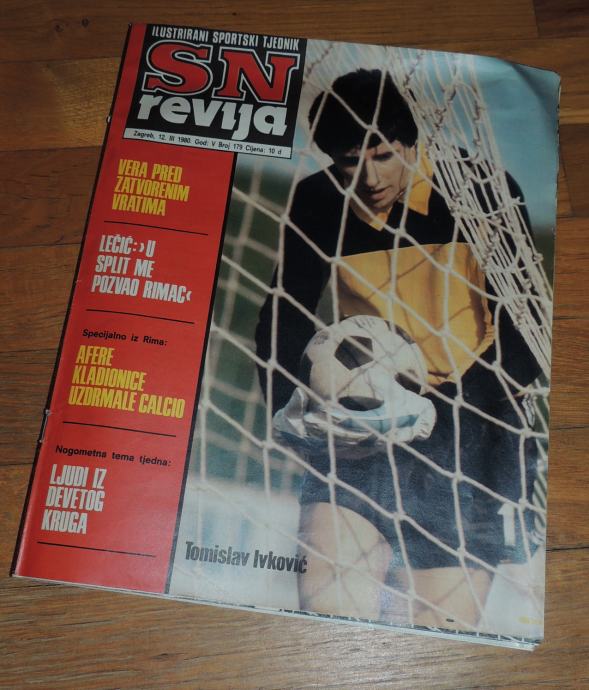 ILUSTRIRANI SPORTSKI TJEDNIK
SN
revija
Zagreb, 12. III 1980. God: V Broj 179 Cijena: 10 d
VERA PRED
ZATVORENIM
VRATIMA
LEČIĆ: ›U
SPLIT ME
POZVAO RIMAC‹
Specijalno iz Rima:
AFERE
KLADIONICE
UZDRMALE CALCIO
Nogometna tema tjedna:
LJUDI IZ
DEVETOG
KRUGA
Tomislav Ivković
1